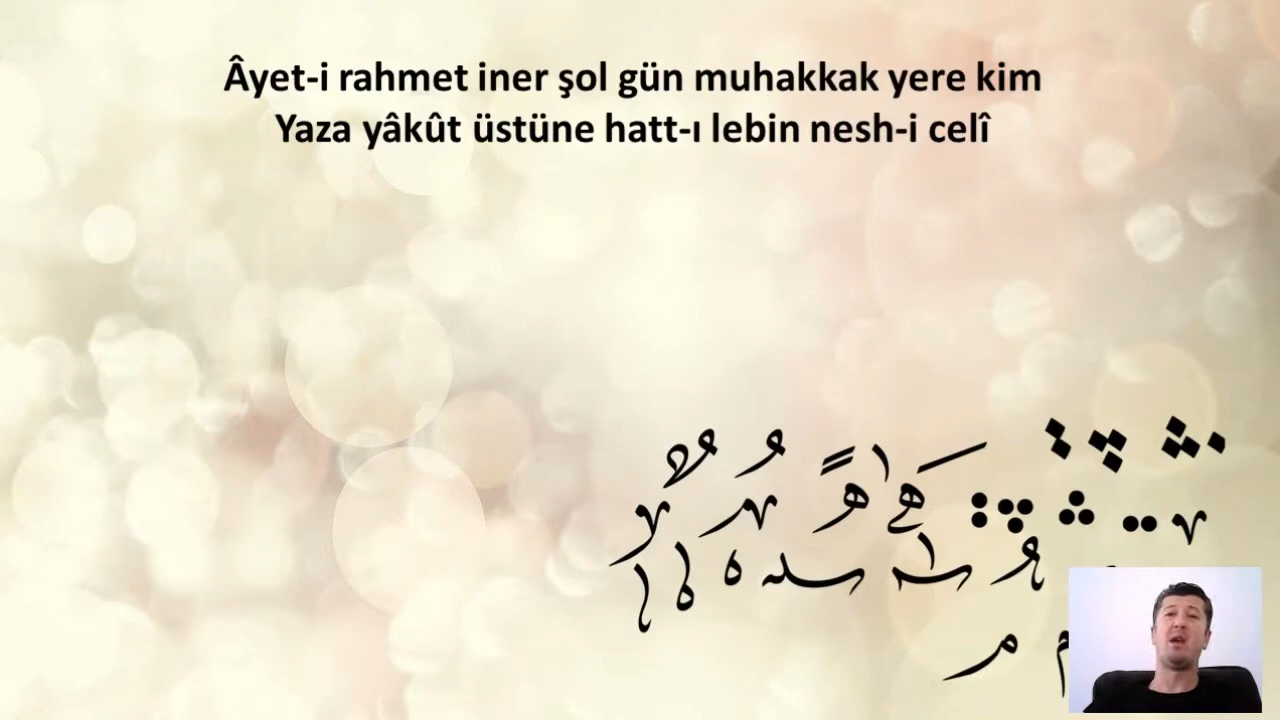 Âyet-i rahmet iner şol gün muhakkak yere kim
Yaza yâkût üstüne hatt-ı lebin nesh-i celî